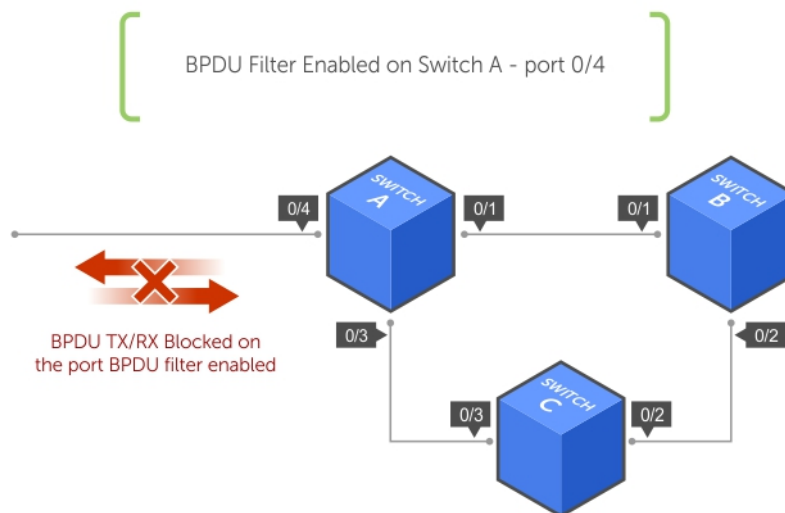 BPDU Filter Enabled on Switch A - port 0/4
0/4
SWITCH
A
0/1
0/1
SWITCH
B
BPDU TX/RX Blocked on
the port BPDU filter enabled
0/3
0/2
0/3
SWITCH
C
0/2